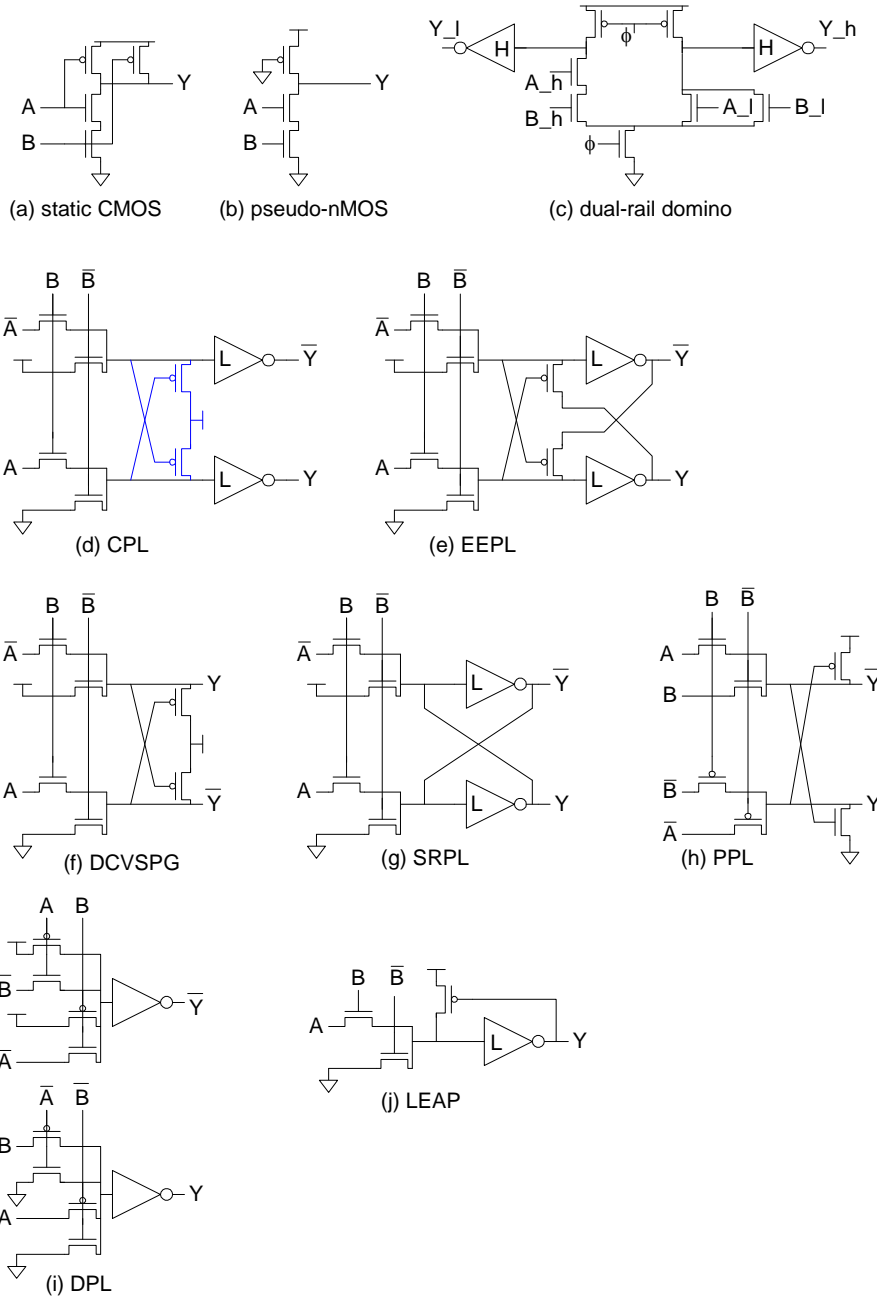 Y_l H ϕ H Y_h
A_h
A Y A Y B_h A_l B_l
B B ϕ
(a) static CMOS (b) pseudo-nMOS (c) dual-rail domino
B B̅ B B̅
A̅ L Y̅ A̅ L Y̅
A L Y A L Y
(d) CPL (e) EEPL
B B̅ B B̅ B B̅
A̅ Y A̅ L Y̅ A Y̅
B
A Y̅ A L Y B̅ Y
A̅
(f) DCVSPG (g) SRPL (h) PPL
A B
B̅ Y̅
A̅
B B̅
A L Y
(j) LEAP
A̅ B̅
B
A Y
(i) DPL